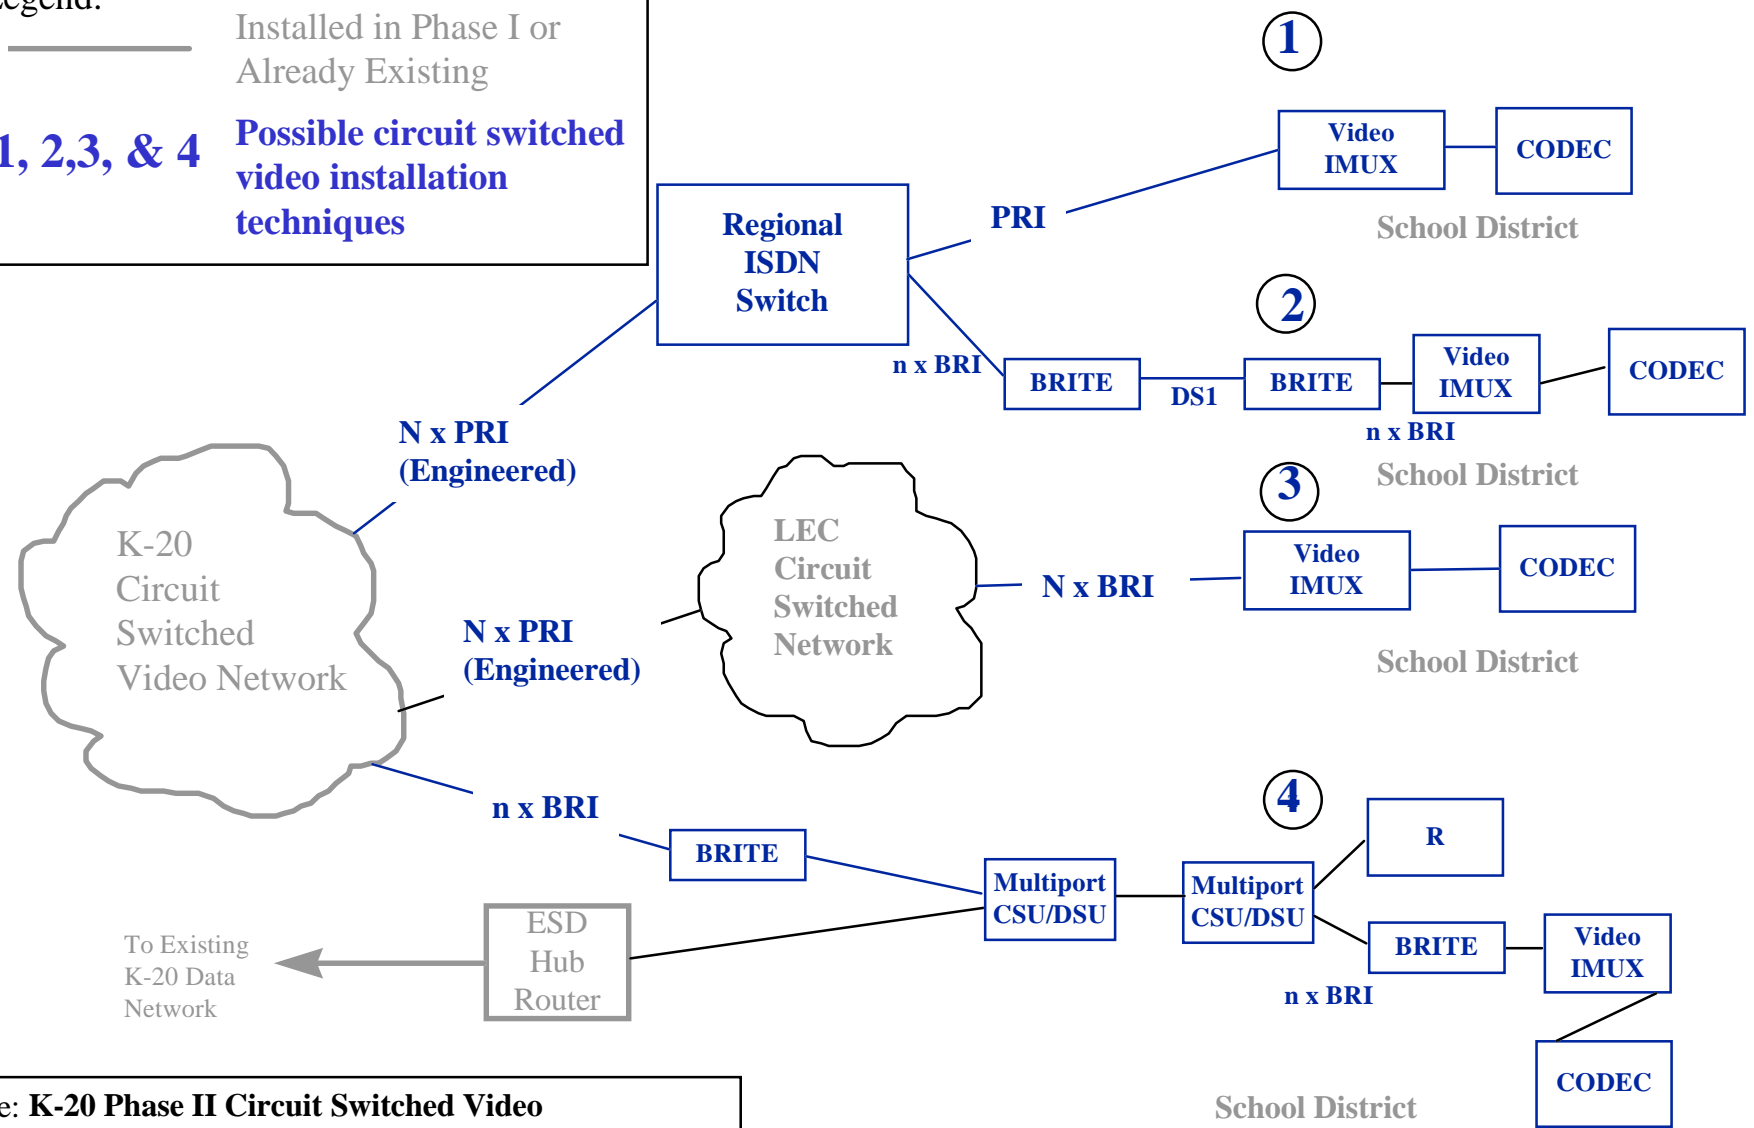 Legend:
Installed in Phase I or
Already Existing
1, 2,3, & 4
Possible circuit switched
video installation
techniques
1
Video
IMUX
CODEC
School District
PRI
Regional
ISDN
Switch
2
n x BRI
BRITE
DS1
BRITE
Video
IMUX
CODEC
n x BRI
School District
N x PRI
(Engineered)
3
K-20
Circuit
Switched
Video Network
LEC
Circuit
Switched
Network
N x BRI
Video
IMUX
CODEC
School District
N x PRI
(Engineered)
4
n x BRI
BRITE
Multiport
CSU/DSU
Multiport
CSU/DSU
R
BRITE
Video
IMUX
n x BRI
CODEC
School District
ESD
Hub
Router
To Existing
K-20 Data
Network
e: K-20 Phase II Circuit Switched Video